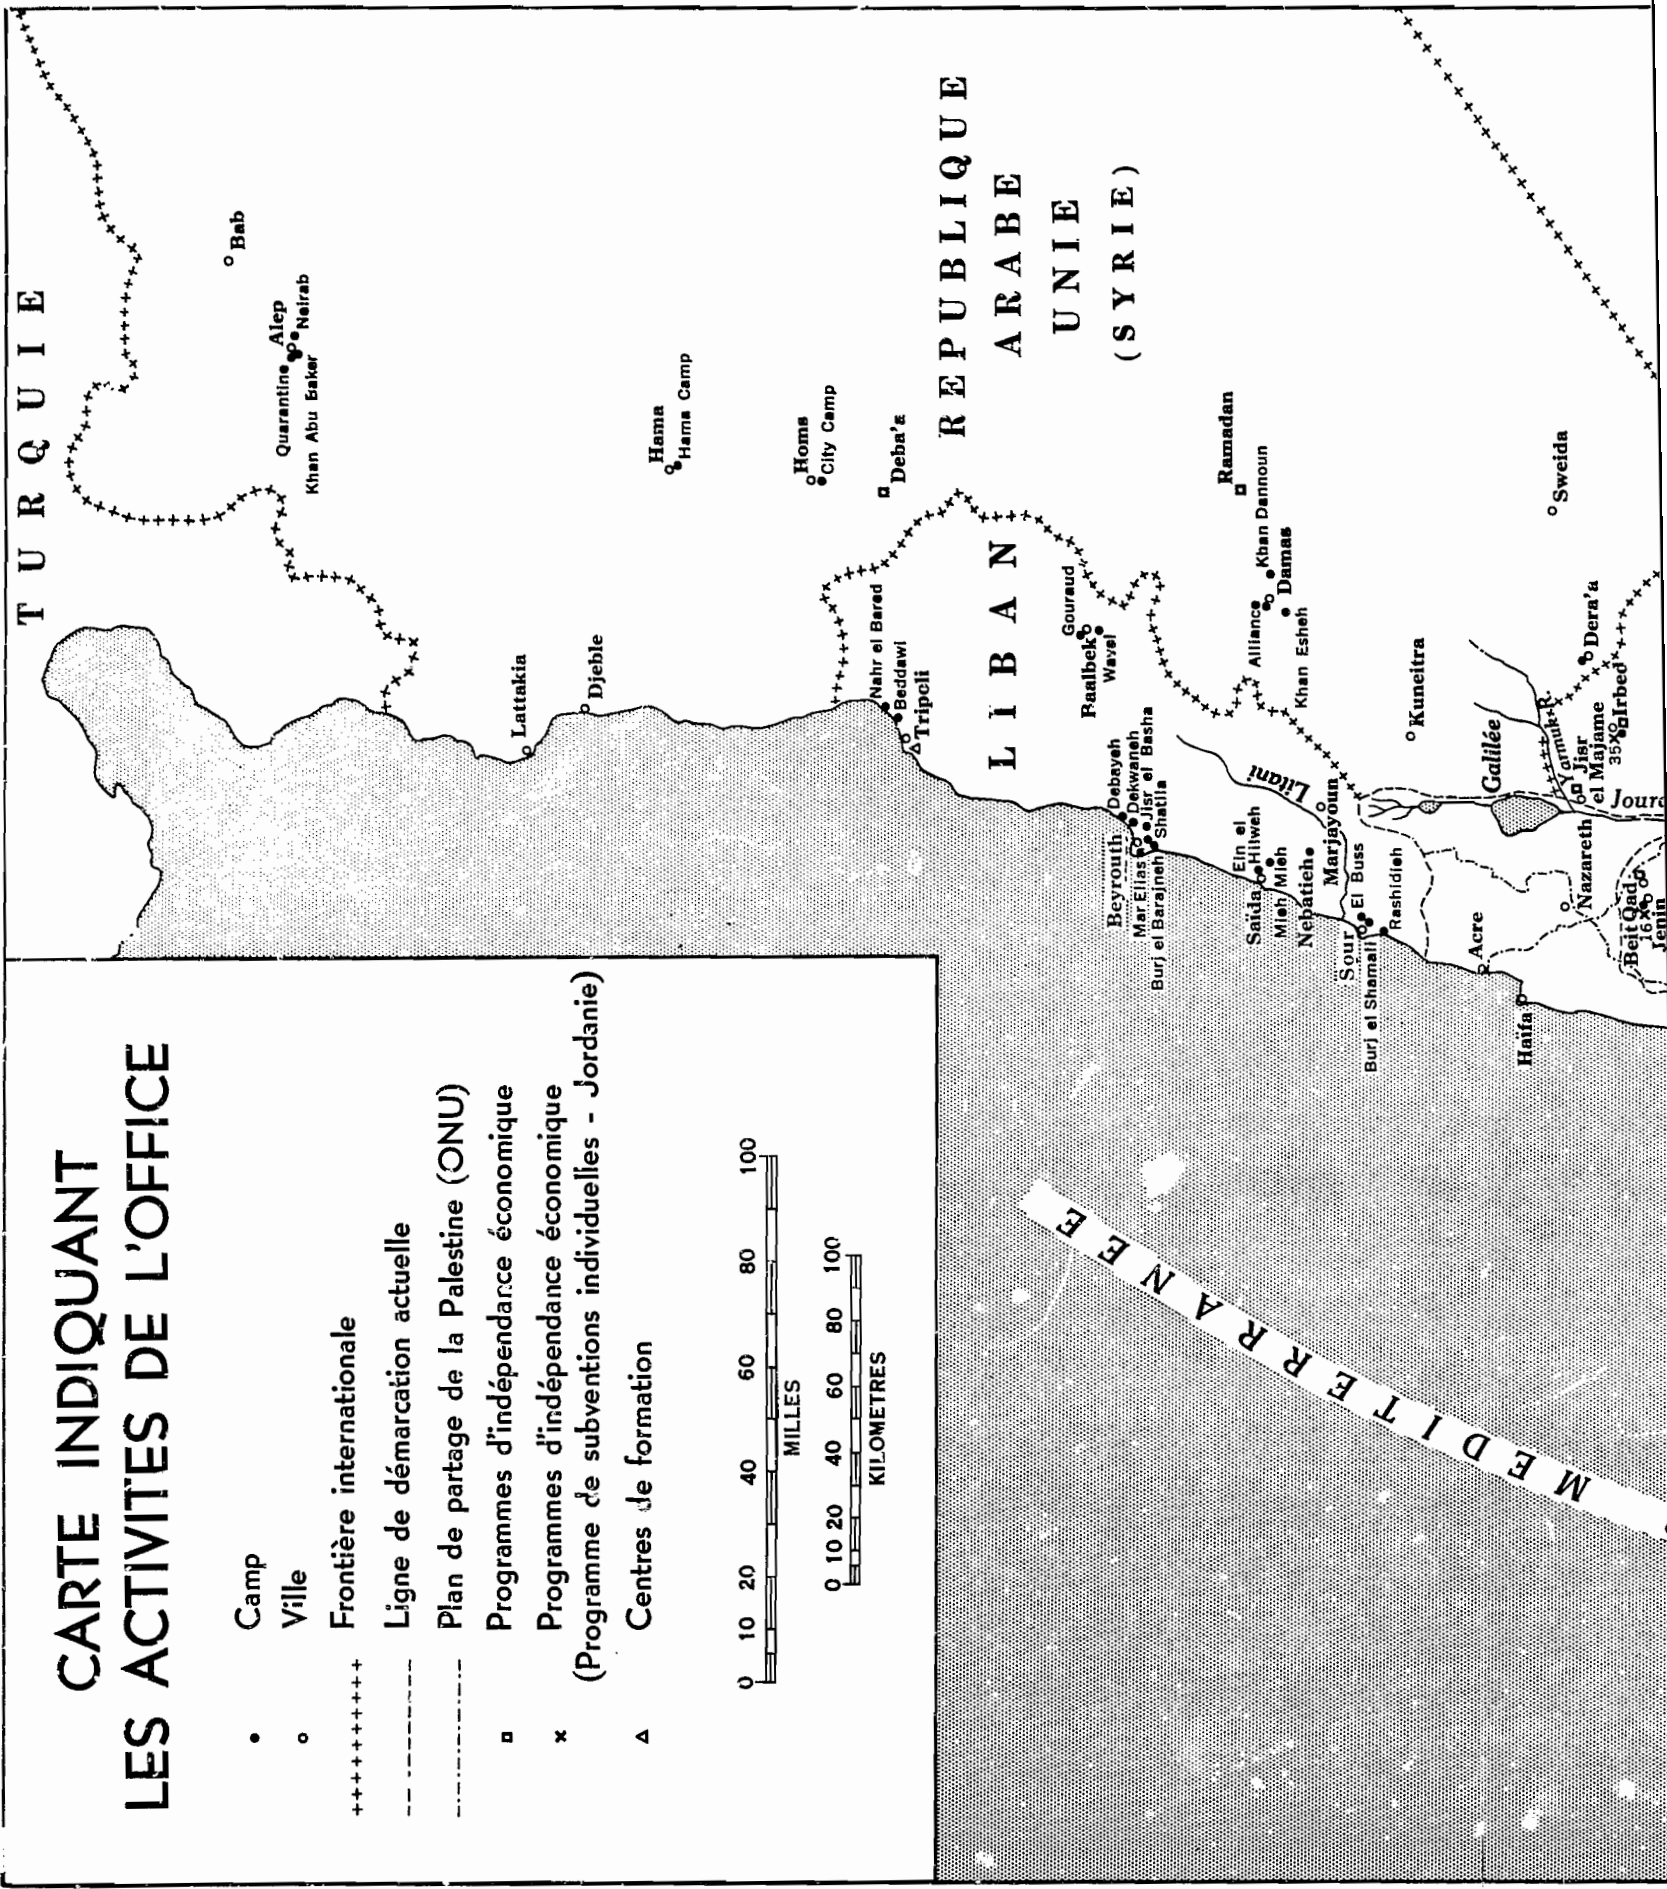 CARTE INDIQUANT
LES ACTIVITES DE L'OFFICE
Camp
Ville
Frontière internationale
Ligne de démarcation actuelle
Plan de partage de la Palestine (ONU)
Programmes d'indépendance économique
Programmes d'indépendance économique
(Programme de subventions individuelles - Jordanie)
Centres de formation
0 10 20 40 60 80 100
MILLES
0 10 20 40 60 80 100
KILOMETRES
MEDITERRANEE
TURQUIE
Bab
Alep
Neirab
Quarantine
Khan Abu Baker
Lattakia
Djeble
Hama
Hama Camp
Homs
City Camp
Deba'a
REPUBLIQUE
ARABE
UNIE
(SYRIE)
Nahr el Bared
Beddawi
Tripoli
LIBAN
Gouraud
Baalbek
Wavel
Beyrouth
Debayeh
Dekwaneh
Jisr el Basha
Shatila
Mar Elias
Burj el Barajneh
Ramadan
Khan Dannoun
Damas
Alliance
Khan Esheh
Litani
Saïda
Ein el
Hilweh
Mieh Mieh
Nebatieh
Marjayoun
Sour
El Buss
Burj el Shamali
Rashidieh
Kuneitra
Sweida
Acre
Haïfa
Galilée
Nazareth
Yarmuk R.
Jisr
el Majame
Dera'a
Irbed
35
Beit Qad
16
Jenin